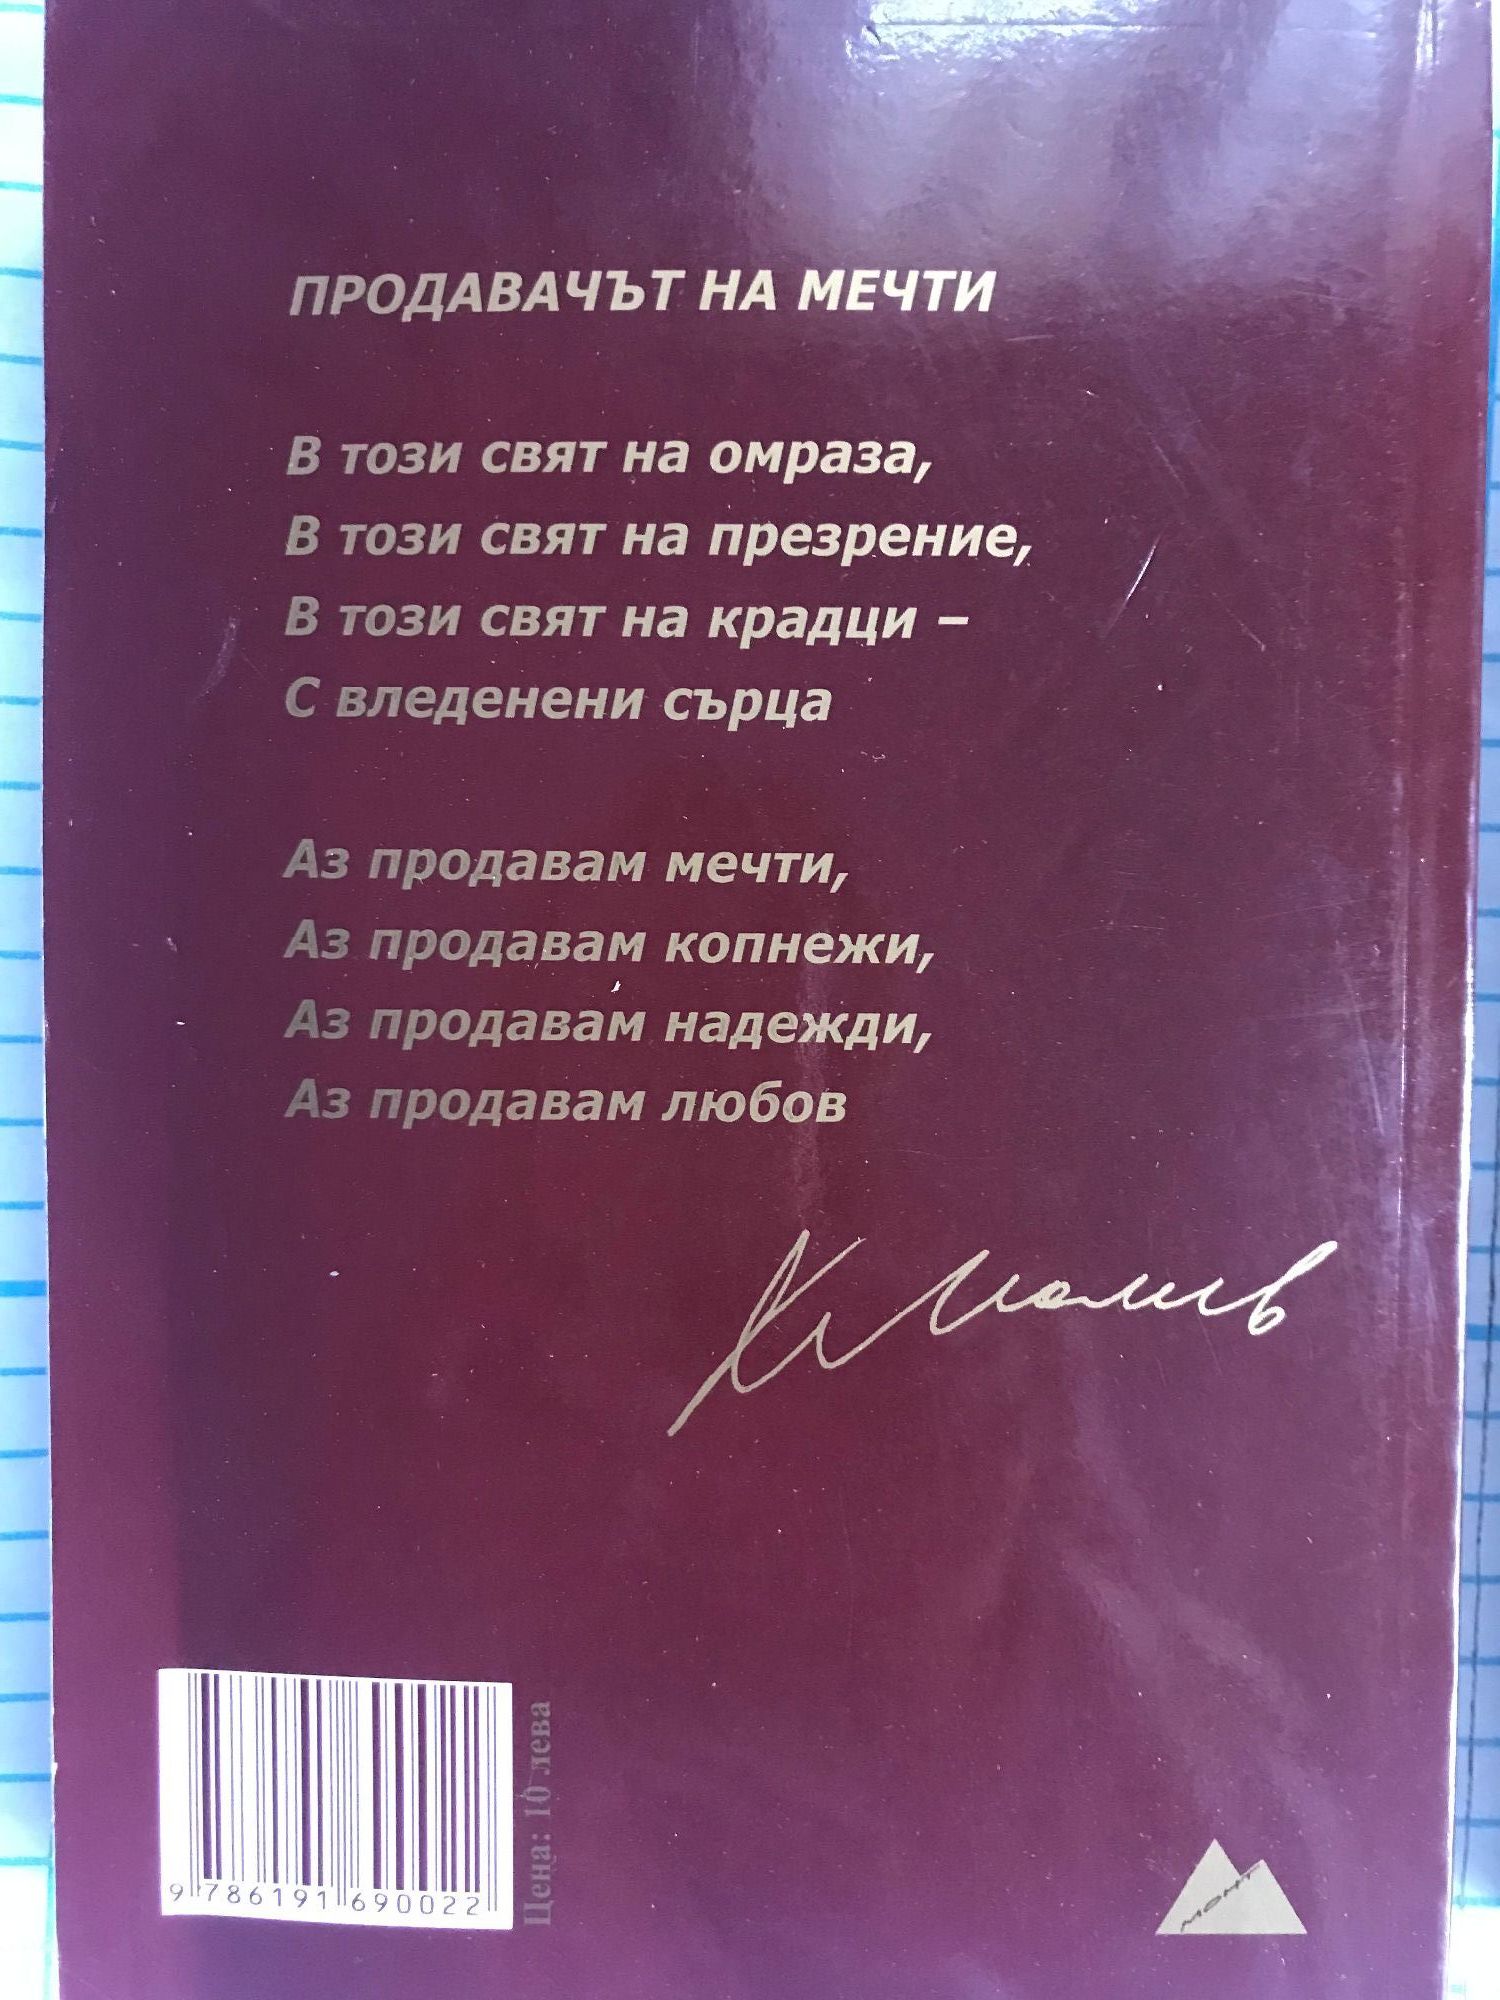 ПРОДАВАЧЪТ НА МЕЧТИ
В този свят на омраза,
В този свят на презрение,
В този свят на крадци –
С вледенени сърца
Аз продавам мечти,
Аз продавам копнежи,
Аз продавам надежди,
Аз продавам любов
Цена: 10 лева
9 786191 690022
МОНТ